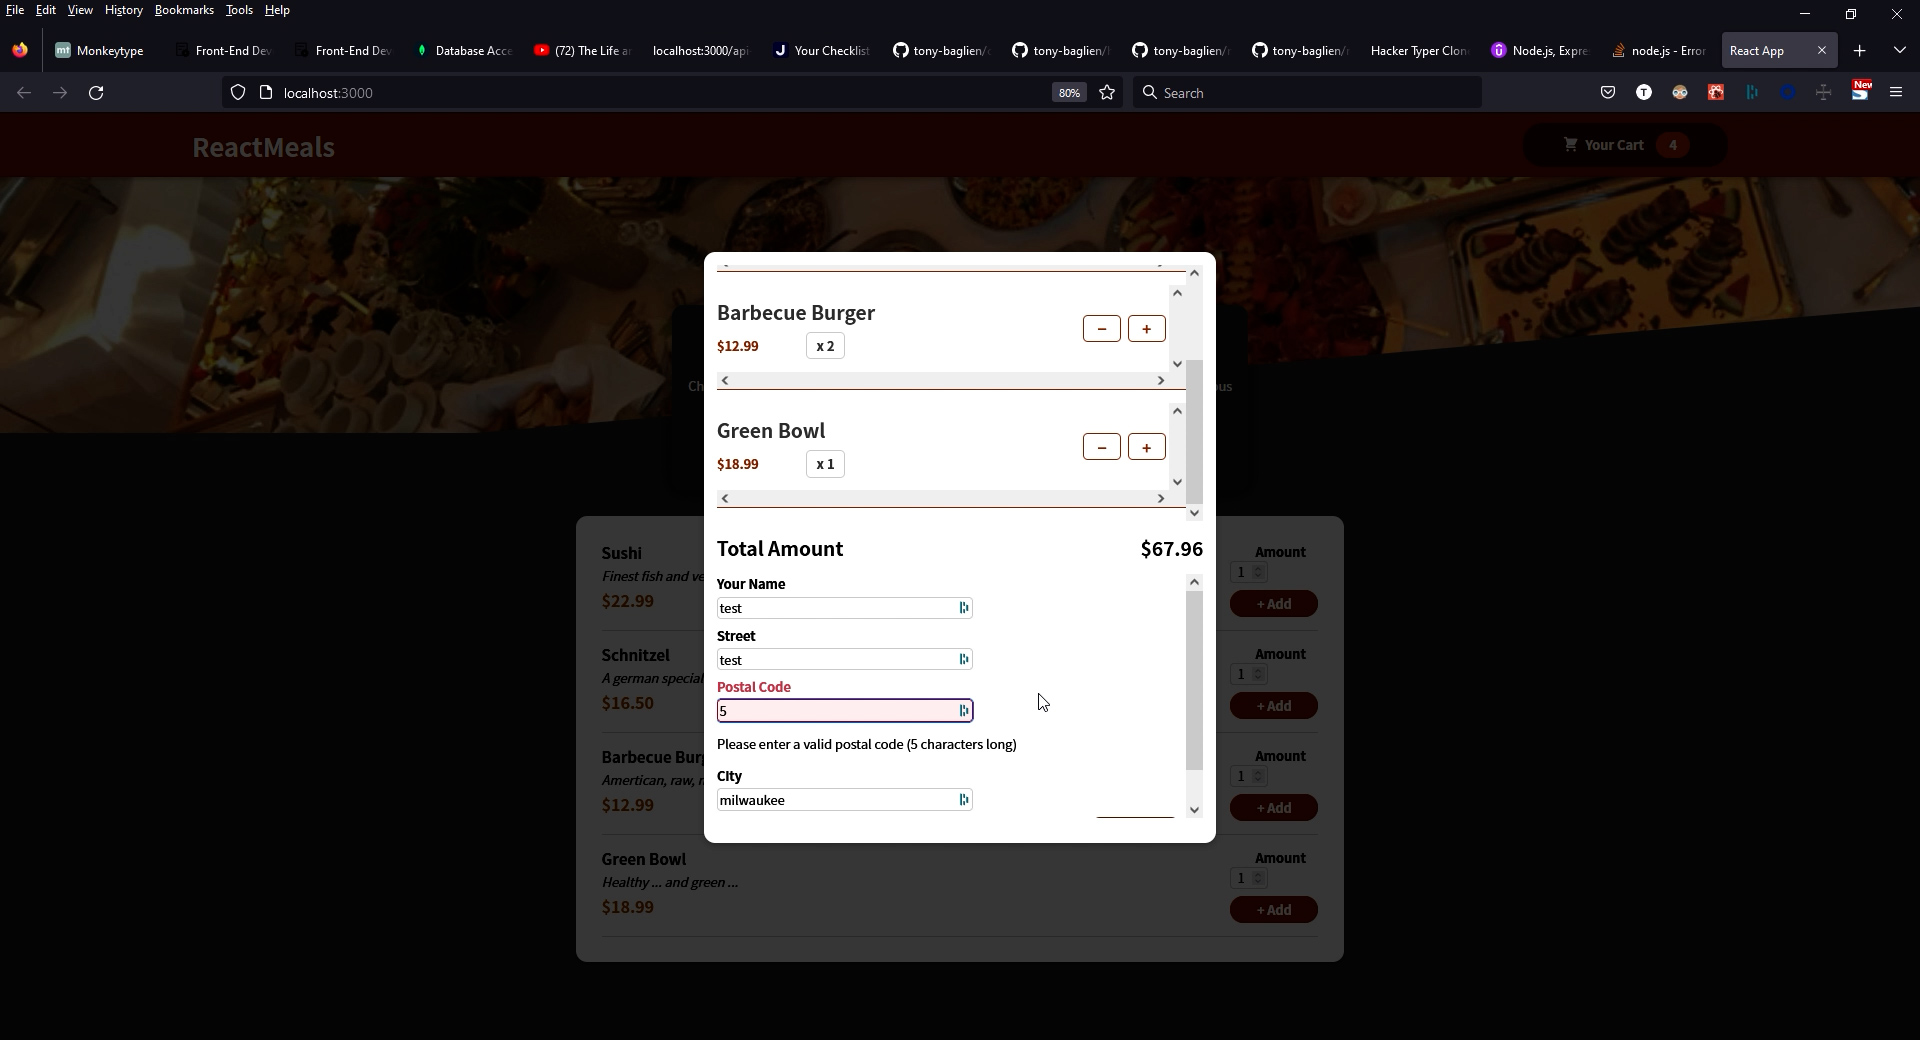 File Edit View History Bookmarks Tools Help
Monkeytype Front-End Dev Front-End Dev Database Acce (72) The Life a localhost:3000/api Your Checklist tony-baglien/ tony-baglien/ tony-baglien/ tony-baglien/ Hacker Typer Clon Node.js, Expre node.js - Error React App
localhost:3000 80% Search New
ReactMeals Your Cart 4
Barbecue Burger
$12.99 x 2 − +
Green Bowl
$18.99 x 1 − +
Total Amount $67.96
Your Name
test
Street
test
Postal Code
5
Please enter a valid postal code (5 characters long)
CIty
milwaukee
Sushi Amount
Finest fish and ve 1
$22.99 + Add
Schnitzel Amount
A german special 1
$16.50 + Add
Barbecue Burg Amount
Amertican, raw, 1
$12.99 + Add
Green Bowl Amount
Healthy ... and green ... 1
$18.99 + Add